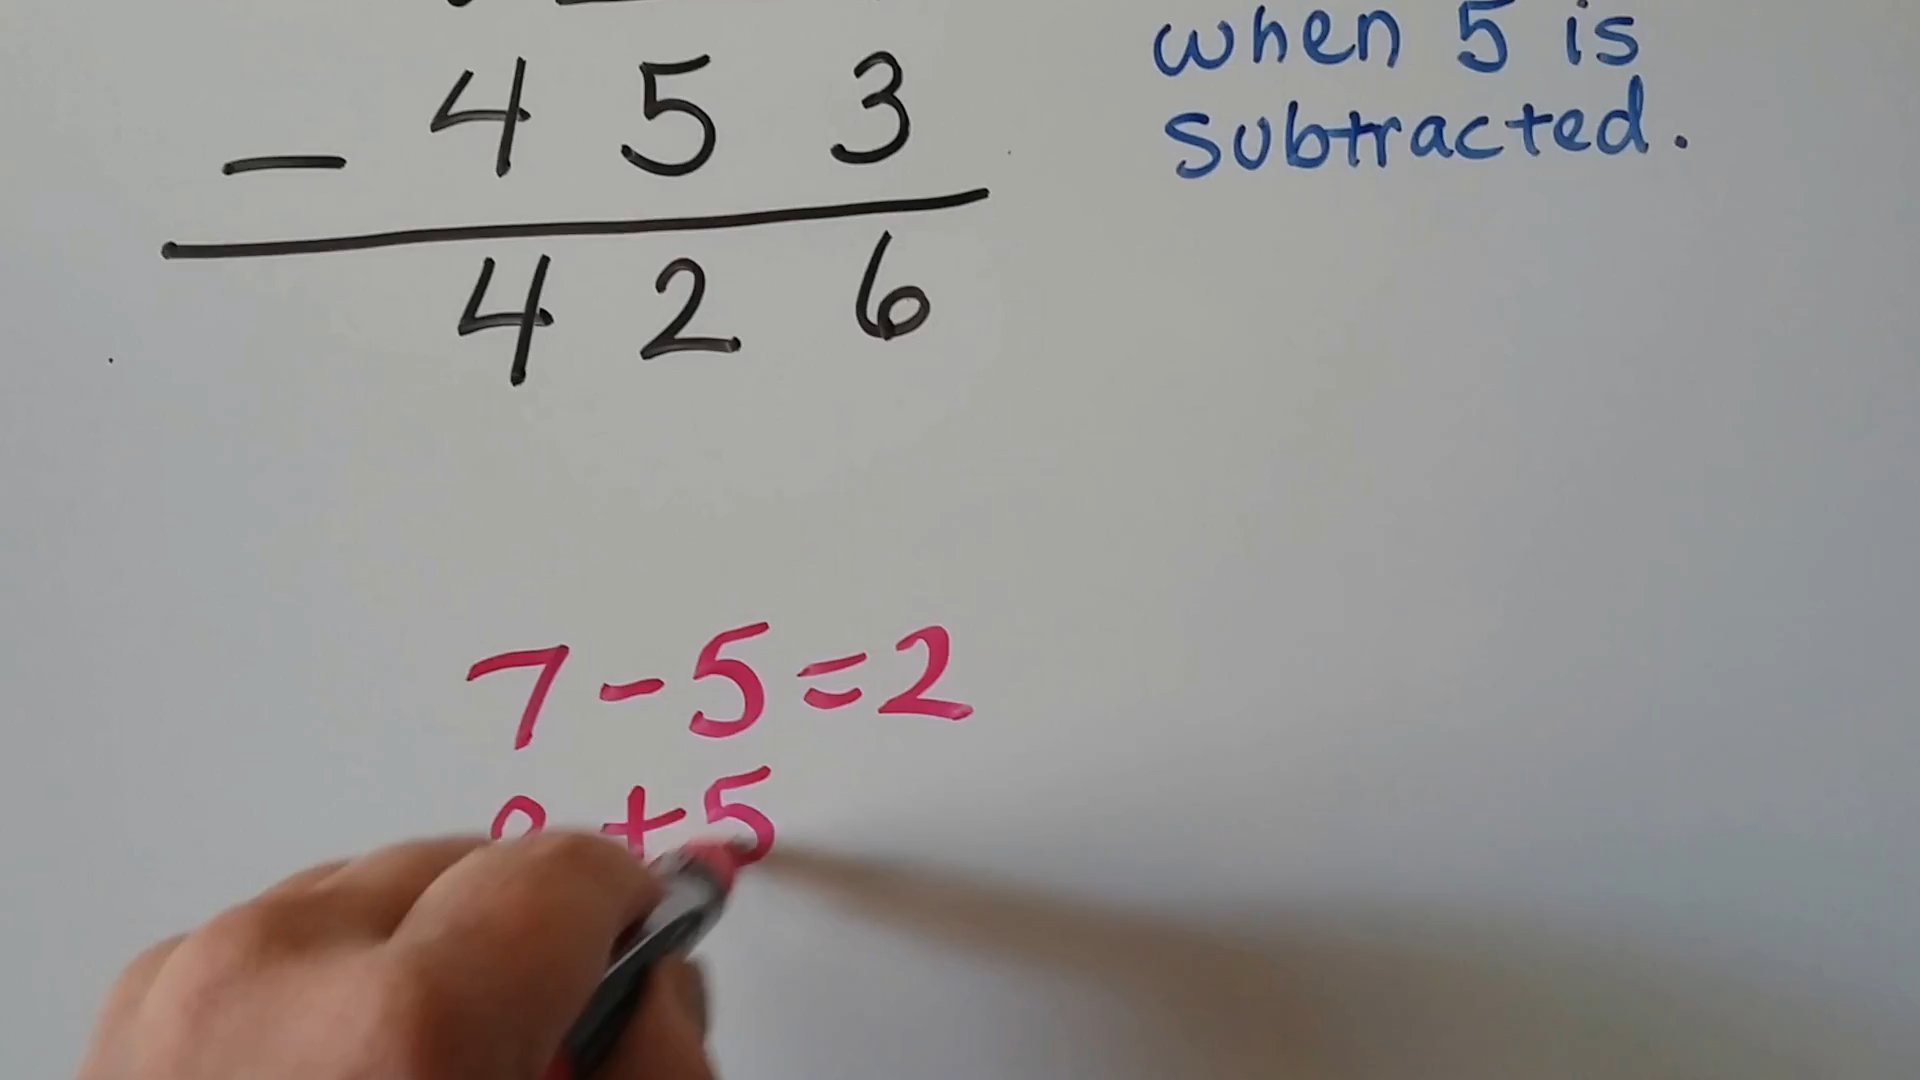 when 5 is
subtracted.
- 4 5 3
4 2 6
7 - 5 = 2
+ 5